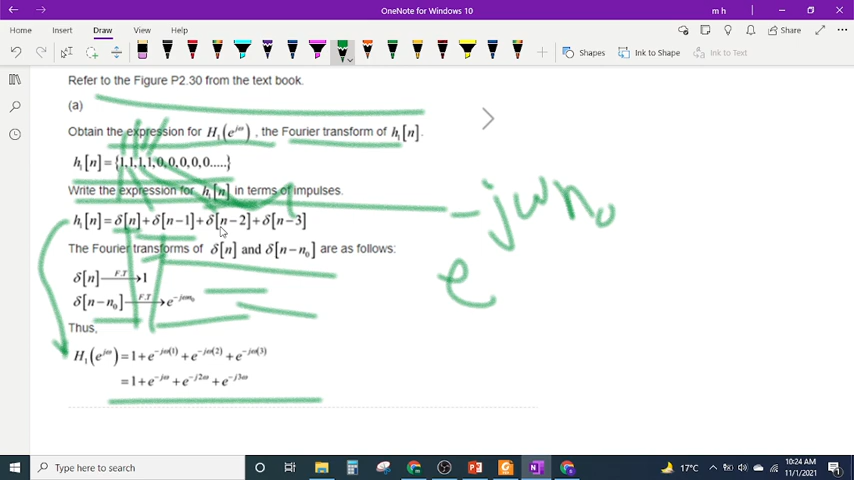 OneNote for Windows 10
m h
Home Insert Draw View Help
Share
Shapes Ink to Shape Ink to Text
Refer to the Figure P2.30 from the text book.
(a)
Obtain the expression for H₁(e^{jω}), the Fourier transform of h₁[n].
h₁[n] = {1,1,1,1,0,0,0,0,0.....}
Write the expression for h₁[n] in terms of impulses.
h₁[n] = δ[n]+δ[n−1]+δ[n−2]+δ[n−3]
The Fourier transforms of δ[n] and δ[n−n₀] are as follows:
δ[n] —F.T→ 1
δ[n−n₀] —F.T→ e^{−jωn₀}
Thus,
H₁(e^{jω}) = 1+e^{−jω(1)}+e^{−jω(2)}+e^{−jω(3)}
= 1+e^{−jω}+e^{−j2ω}+e^{−j3ω}
e^{−jωn₀}
Type here to search
17°C
10:24 AM
11/1/2021